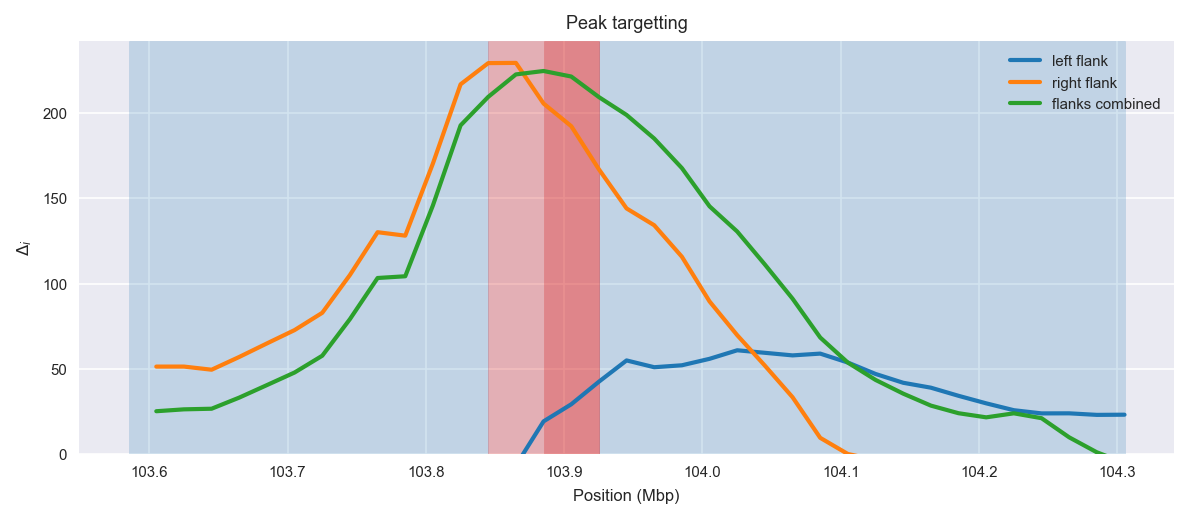 Peak targetting
left flank
right flank
flanks combined
200
150
100
50
0
Δi
103.6 103.7 103.8 103.9 104.0 104.1 104.2 104.3
Position (Mbp)